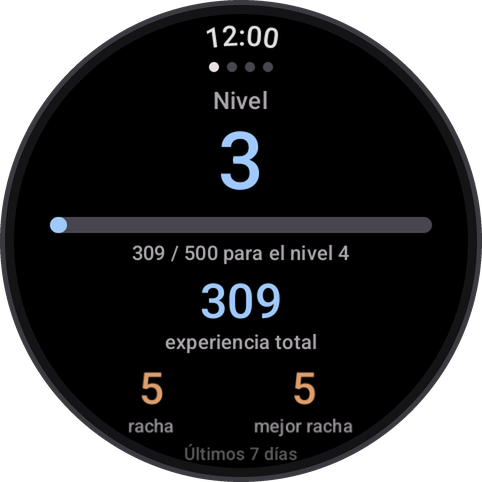 12:00
Nivel
3
309 / 500 para el nivel 4
309
experiencia total
5 5
racha mejor racha
Últimos 7 días